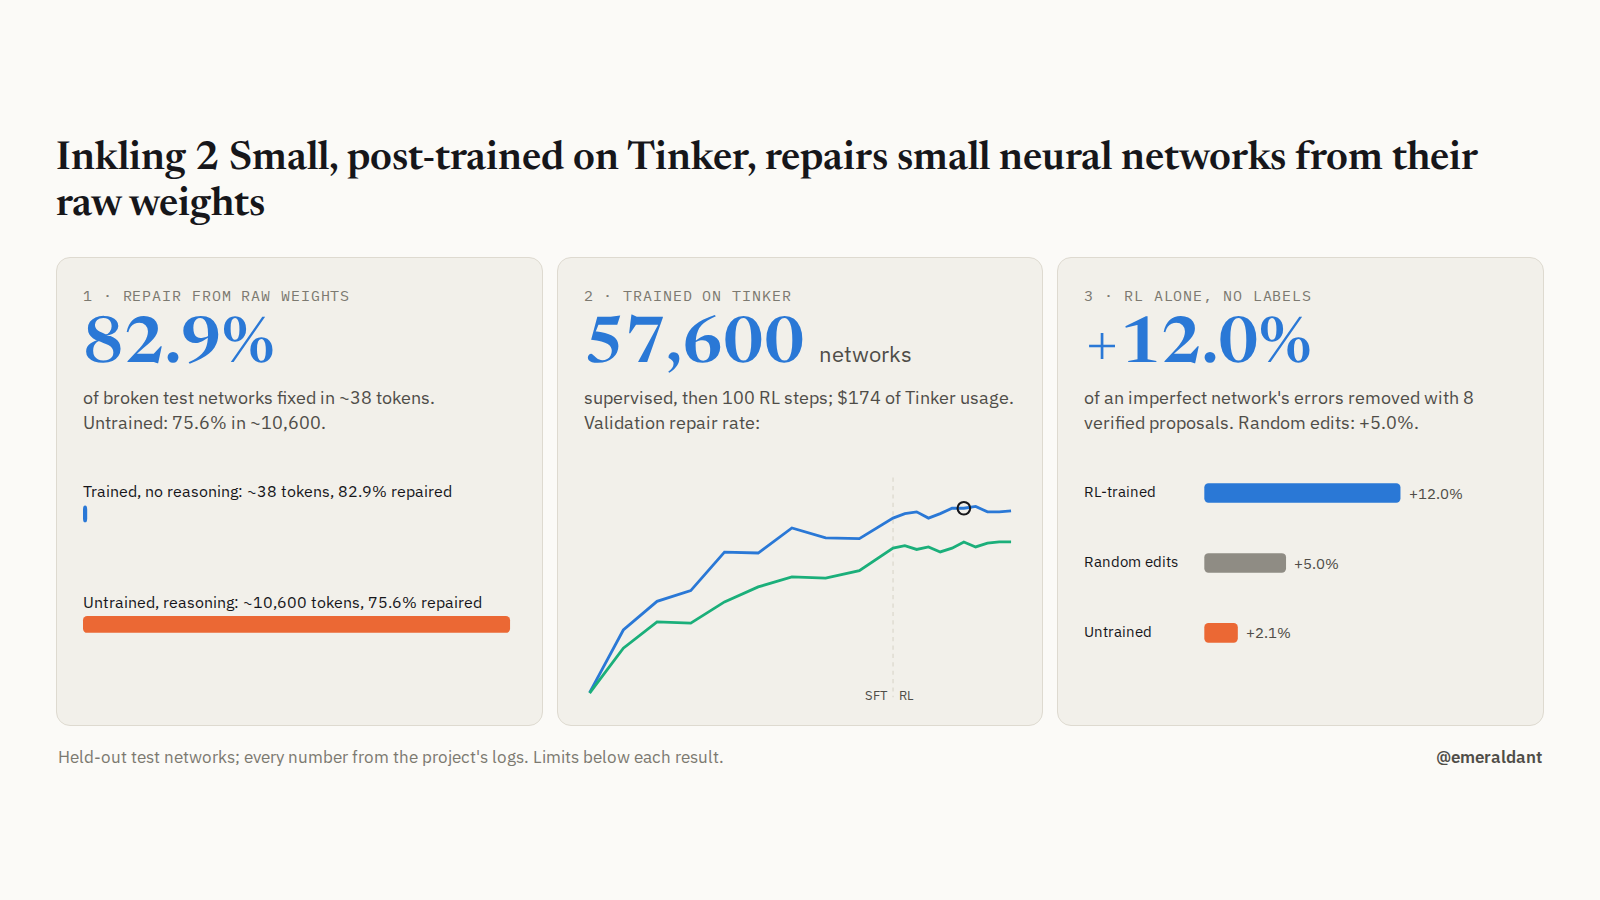 Inkling 2 Small, post-trained on Tinker, repairs small neural networks from their
raw weights
1 · REPAIR FROM RAW WEIGHTS
82.9%
of broken test networks fixed in ~38 tokens.
Untrained: 75.6% in ~10,600.
Trained, no reasoning: ~38 tokens, 82.9% repaired
Untrained, reasoning: ~10,600 tokens, 75.6% repaired
2 · TRAINED ON TINKER
57,600 networks
supervised, then 100 RL steps; $174 of Tinker usage.
Validation repair rate:
SFT RL
3 · RL ALONE, NO LABELS
+12.0%
of an imperfect network's errors removed with 8
verified proposals. Random edits: +5.0%.
RL-trained +12.0%
Random edits +5.0%
Untrained +2.1%
Held-out test networks; every number from the project's logs. Limits below each result.
@emeraldant